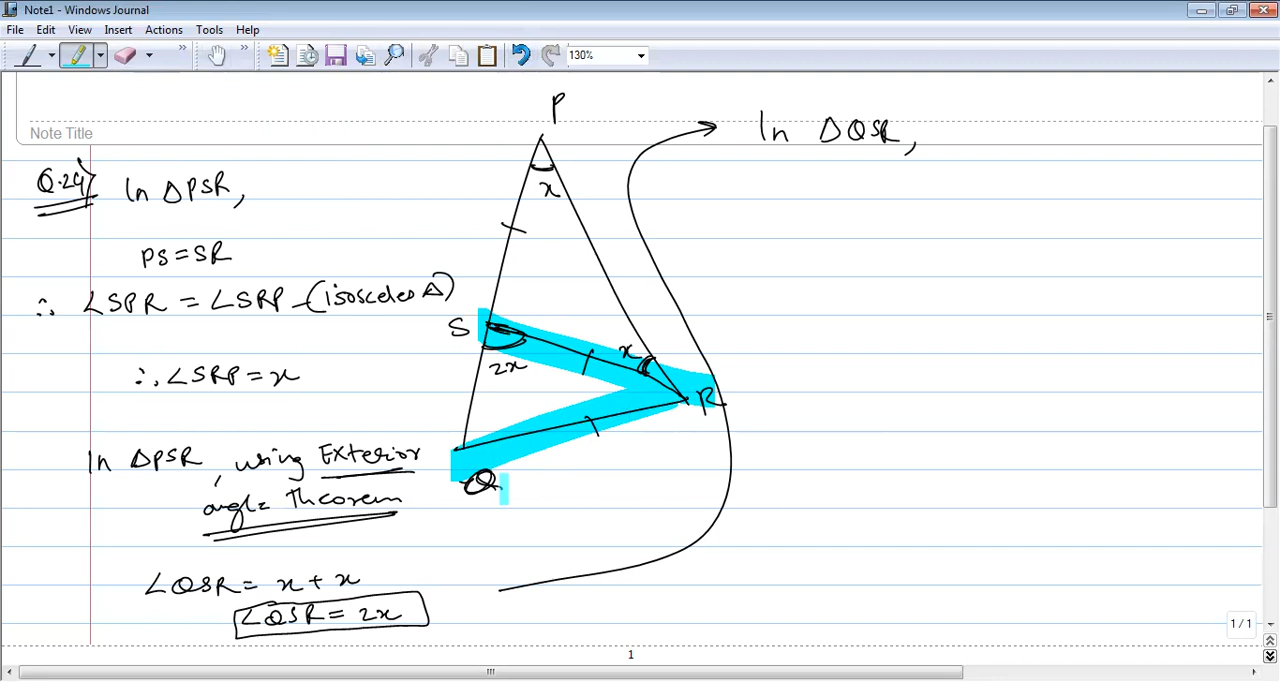 Note1 - Windows Journal
File Edit View Insert Actions Tools Help
130%
Note Title
Q.24) In ΔPSR,
PS = SR
∴ ∠SPR = ∠SRP - (isosceles Δ)
∴ ∠SRP = x
In ΔPSR, using Exterior
angle theorem
∠QSR = x + x
∠QSR = 2x
P
x
S
2x
x
R
Q
In ΔQSR,
1 / 1
1